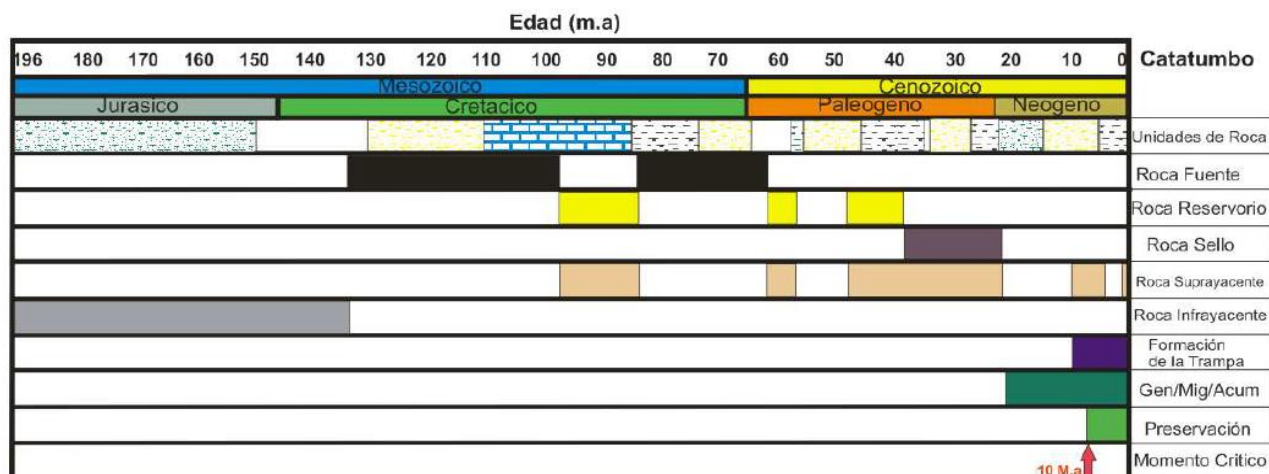 Edad (m.a)
196 180 170 160 150 140 130 120 110 100 90 80 70 60 50 40 30 20 10 0 Catatumbo
Mesozoico Cenozoico
Jurasico Cretacico Paleogeno Neogeno
Unidades de Roca
Roca Fuente
Roca Reservorio
Roca Sello
Roca Suprayacente
Roca Infrayacente
Formación
de la Trampa
Gen/Mig/Acum
Preservación
10 M.a Momento Critico